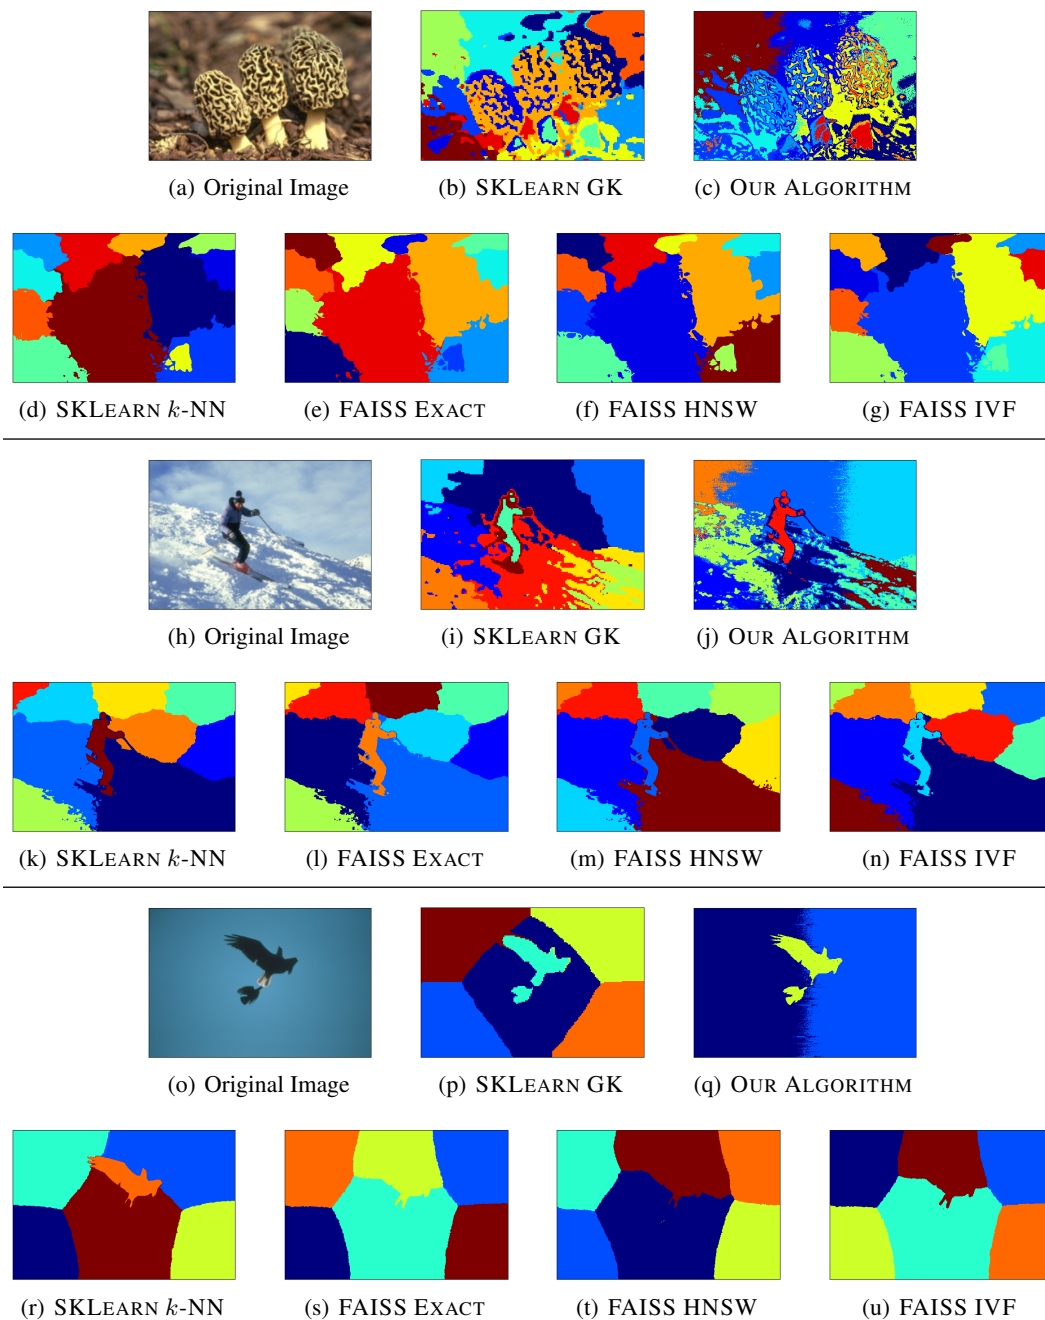 (a) Original Image
(b) SKLEARN GK
(c) OUR ALGORITHM
(d) SKLEARN k-NN
(e) FAISS EXACT
(f) FAISS HNSW
(g) FAISS IVF
(h) Original Image
(i) SKLEARN GK
(j) OUR ALGORITHM
(k) SKLEARN k-NN
(l) FAISS EXACT
(m) FAISS HNSW
(n) FAISS IVF
(o) Original Image
(p) SKLEARN GK
(q) OUR ALGORITHM
(r) SKLEARN k-NN
(s) FAISS EXACT
(t) FAISS HNSW
(u) FAISS IVF